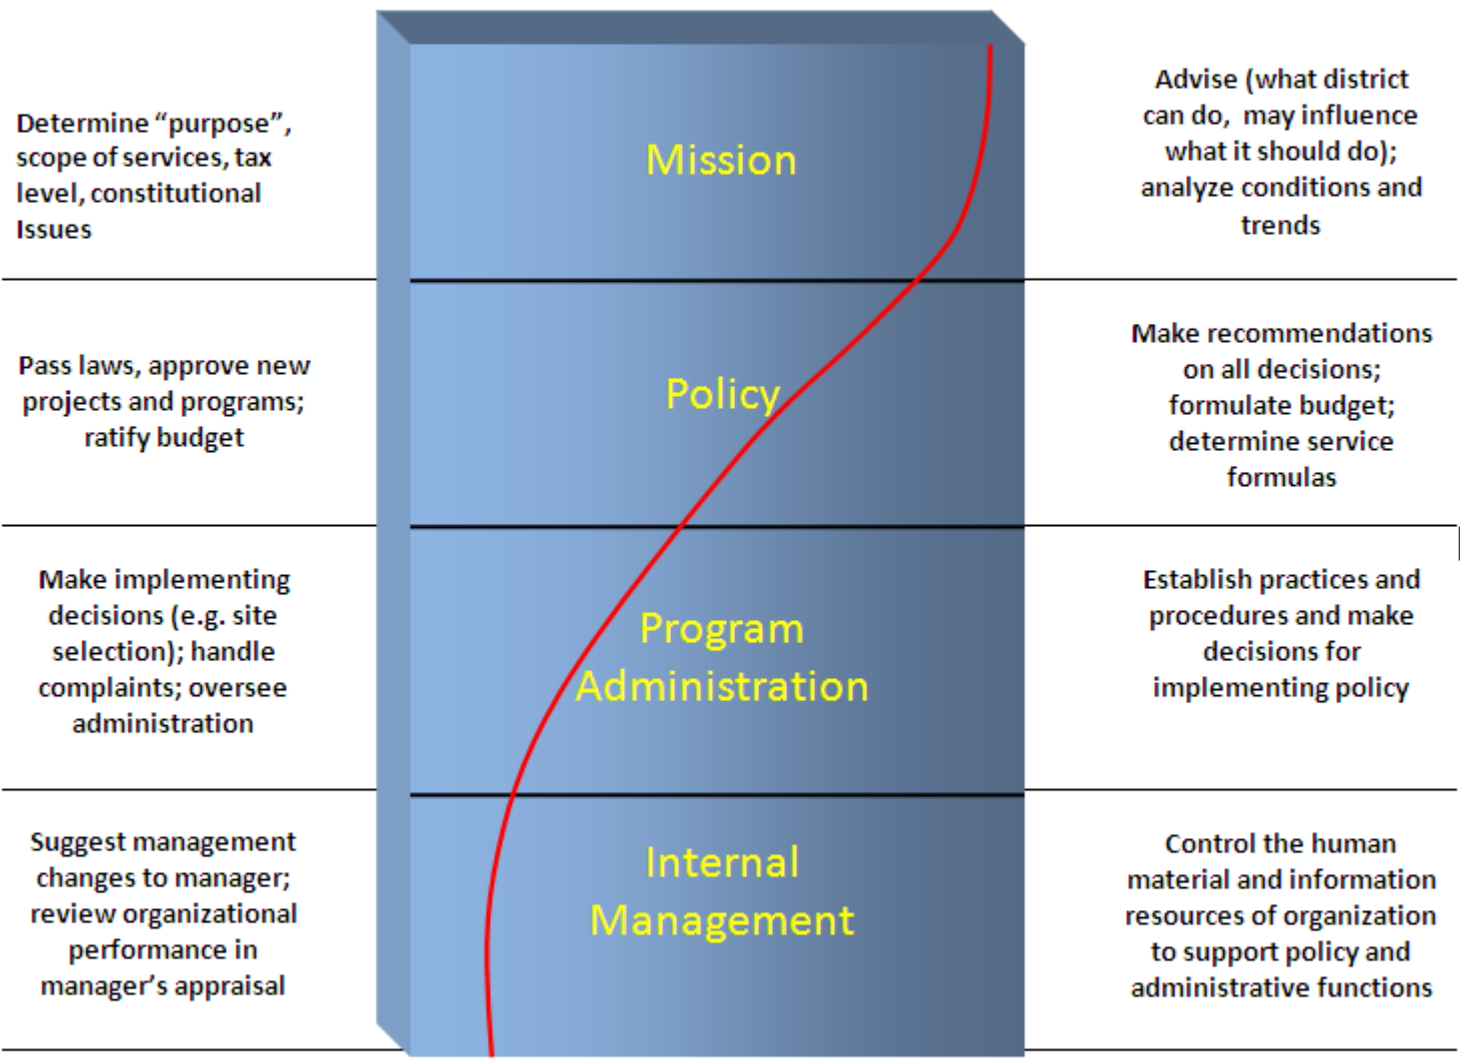 Determine “purpose”,
scope of services, tax
level, constitutional
Issues
Mission
Advise (what district
can do, may influence
what it should do);
analyze conditions and
trends
Pass laws, approve new
projects and programs;
ratify budget
Policy
Make recommendations
on all decisions;
formulate budget;
determine service
formulas
Make implementing
decisions (e.g. site
selection); handle
complaints; oversee
administration
Program
Administration
Establish practices and
procedures and make
decisions for
implementing policy
Suggest management
changes to manager;
review organizational
performance in
manager’s appraisal
Internal
Management
Control the human
material and information
resources of organization
to support policy and
administrative functions